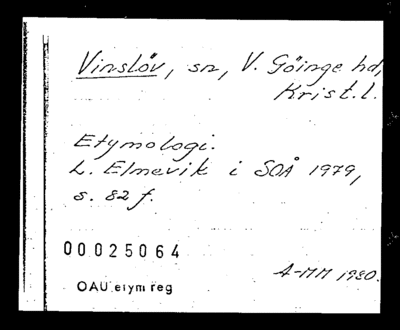 Vinslöv, sn, V. Göinge hd,
Krist.l.
Etymologi.
L. Elmevik i SOÅ 1979,
s. 82 f.
00025064
A-MM 1980.
OAU etym reg